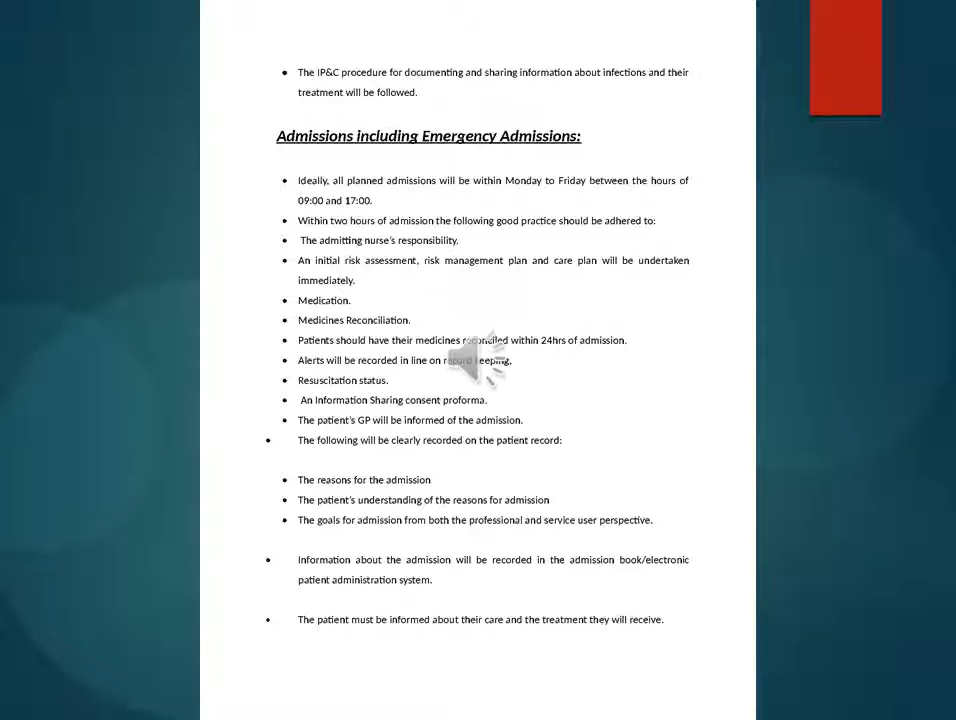 • The IP&C procedure for documenting and sharing information about infections and their
treatment will be followed.
Admissions including Emergency Admissions:
• Ideally, all planned admissions will be within Monday to Friday between the hours of
09:00 and 17:00.
• Within two hours of admission the following good practice should be adhered to:
• The admitting nurse's responsibility.
• An initial risk assessment, risk management plan and care plan will be undertaken
immediately.
• Medication.
• Medicines Reconciliation.
• Patients should have their medicines reconciled within 24hrs of admission.
• Alerts will be recorded in line on record keeping.
• Resuscitation status.
• An Information Sharing consent proforma.
• The patient's GP will be informed of the admission.
• The following will be clearly recorded on the patient record:
• The reasons for the admission
• The patient's understanding of the reasons for admission
• The goals for admission from both the professional and service user perspective.
• Information about the admission will be recorded in the admission book/electronic
patient administration system.
• The patient must be informed about their care and the treatment they will receive.